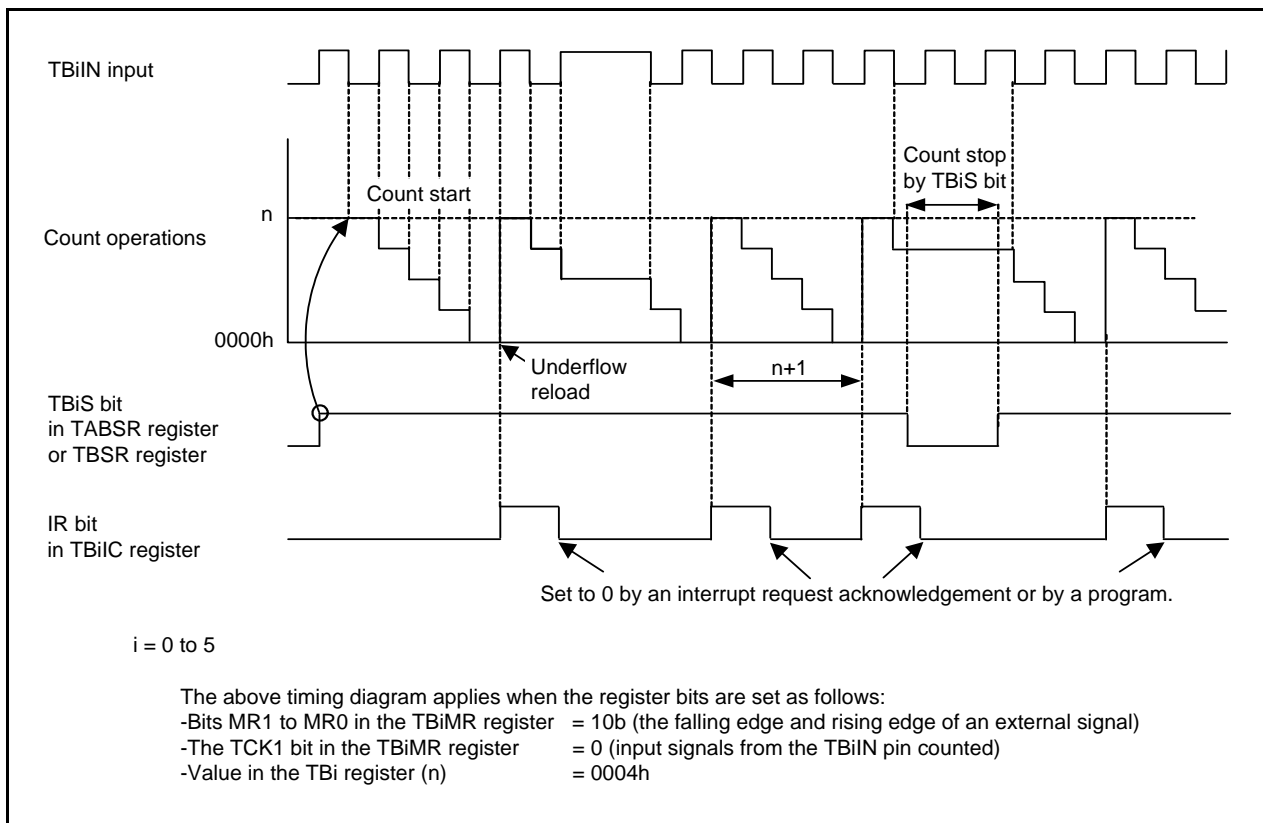 TBiIN input
Count stop
by TBiS bit
Count start
n
Count operations
0000h
Underflow
reload
n+1
TBiS bit
in TABSR register
or TBSR register
IR bit
in TBiIC register
Set to 0 by an interrupt request acknowledgement or by a program.
i = 0 to 5
The above timing diagram applies when the register bits are set as follows:
-Bits MR1 to MR0 in the TBiMR register = 10b (the falling edge and rising edge of an external signal)
-The TCK1 bit in the TBiMR register = 0 (input signals from the TBiIN pin counted)
-Value in the TBi register (n) = 0004h